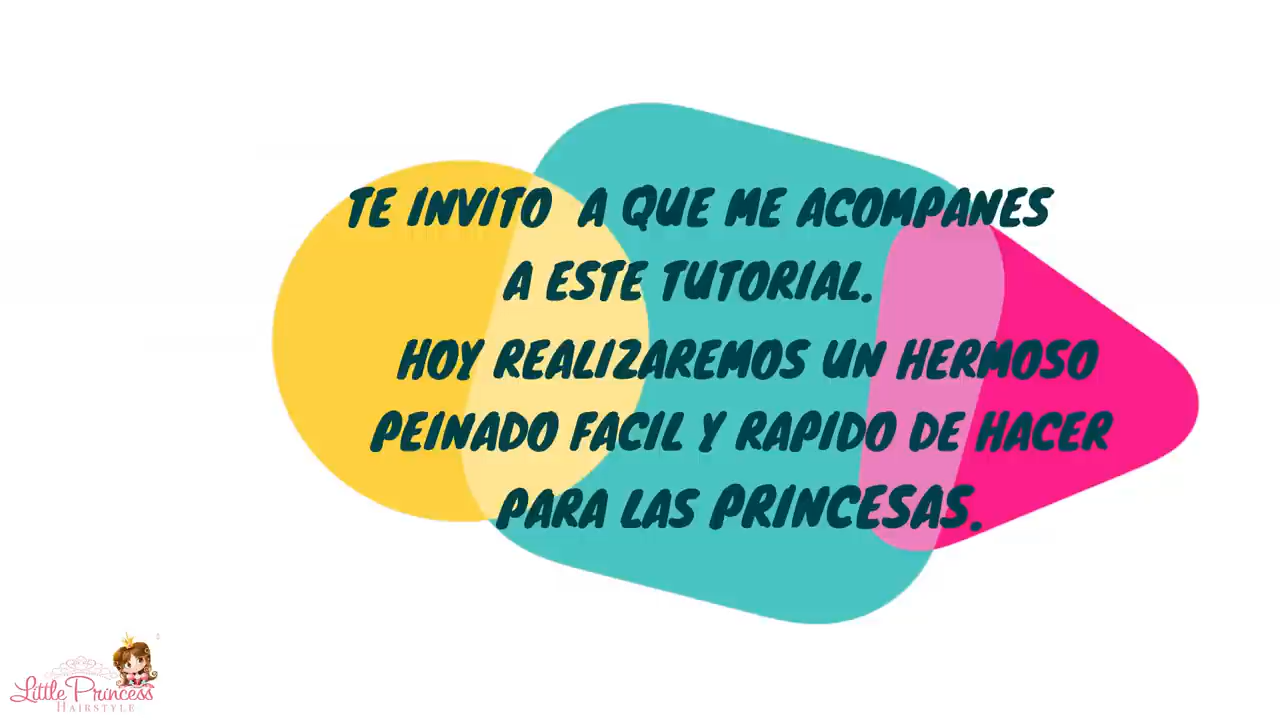 TE INVITO A QUE ME ACOMPANES
A ESTE TUTORIAL.
HOY REALIZAREMOS UN HERMOSO
PEINADO FACIL Y RAPIDO DE HACER
PARA LAS PRINCESAS.
Little Princess
HAIRSTYLE